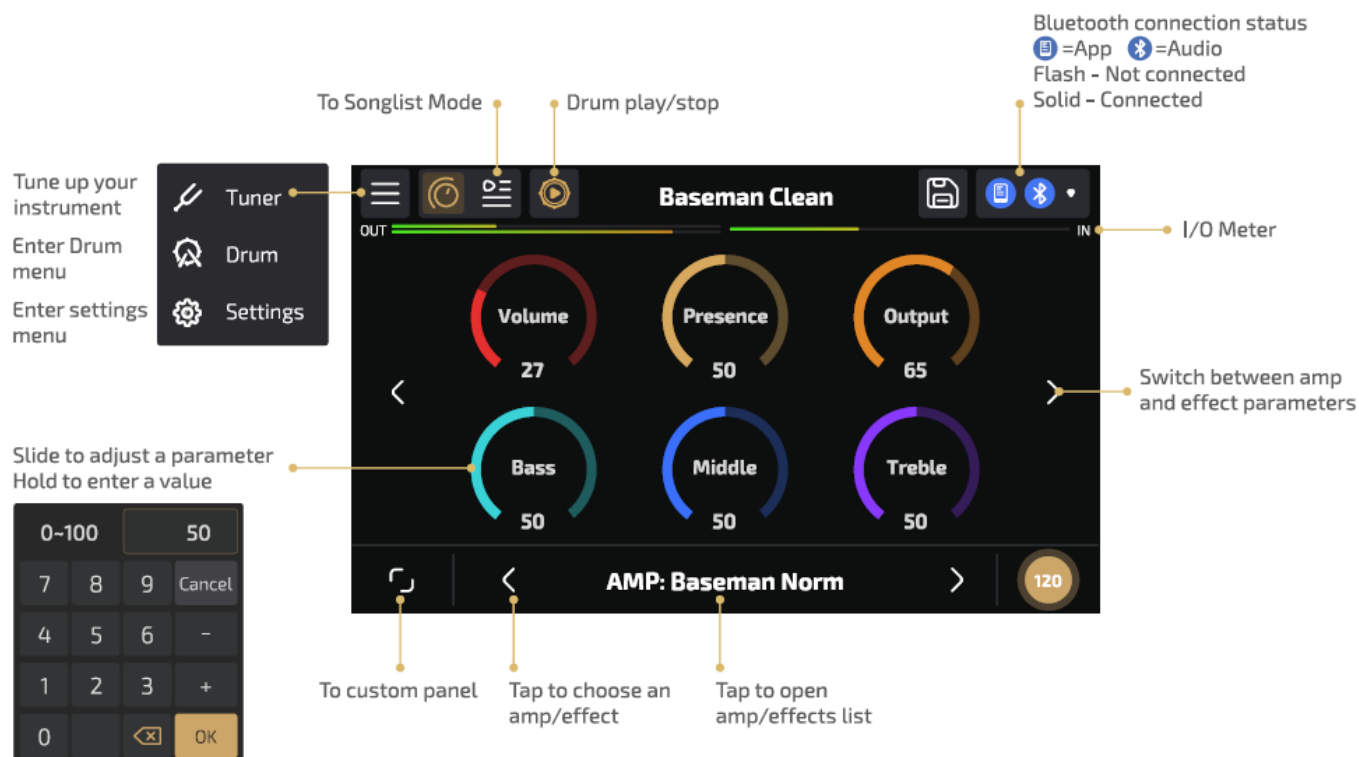 Bluetooth connection status
=App =Audio
Flash - Not connected
Solid - Connected
To Songlist Mode
Drum play/stop
Tune up your
instrument
Enter Drum
menu
Enter settings
menu
Tuner
Drum
Settings
Baseman Clean
OUT
IN
I/O Meter
Volume
27
Presence
50
Output
65
Switch between amp
and effect parameters
Slide to adjust a parameter
Hold to enter a value
Bass
50
Middle
50
Treble
50
0~100 50
7 8 9 Cancel
4 5 6 -
1 2 3 +
0 OK
AMP: Baseman Norm
120
To custom panel
Tap to choose an
amp/effect
Tap to open
amp/effects list